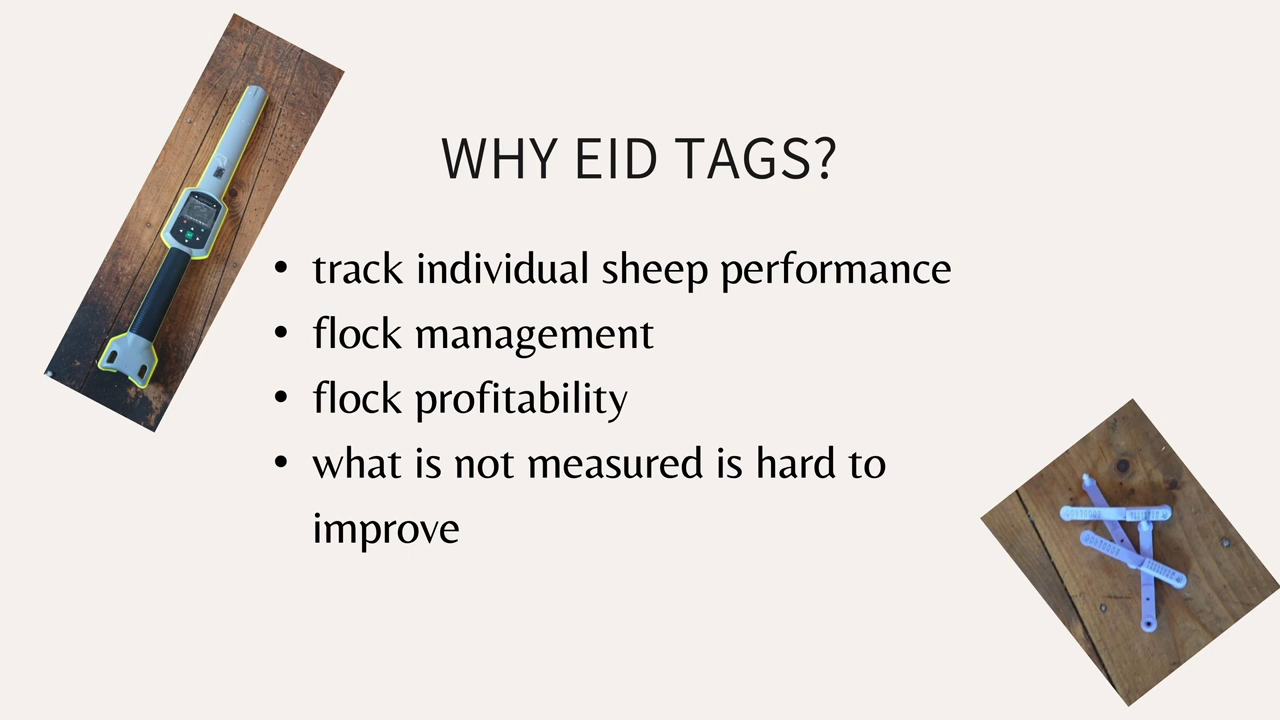 WHY EID TAGS?
• track individual sheep performance
• flock management
• flock profitability
• what is not measured is hard to
improve